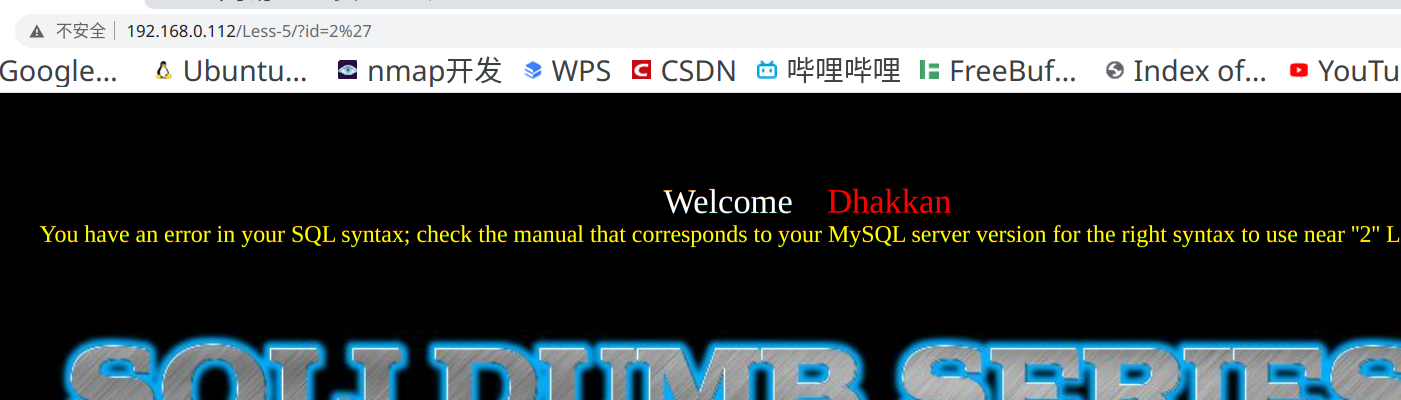 不安全 192.168.0.112/Less-5/?id=2%27
Google... Ubuntu... nmap开发 WPS CSDN 哔哩哔哩 FreeBuf... Index of... YouTu
Welcome Dhakkan
You have an error in your SQL syntax; check the manual that corresponds to your MySQL server version for the right syntax to use near ''2'' L
SQLI DUMB SERIES